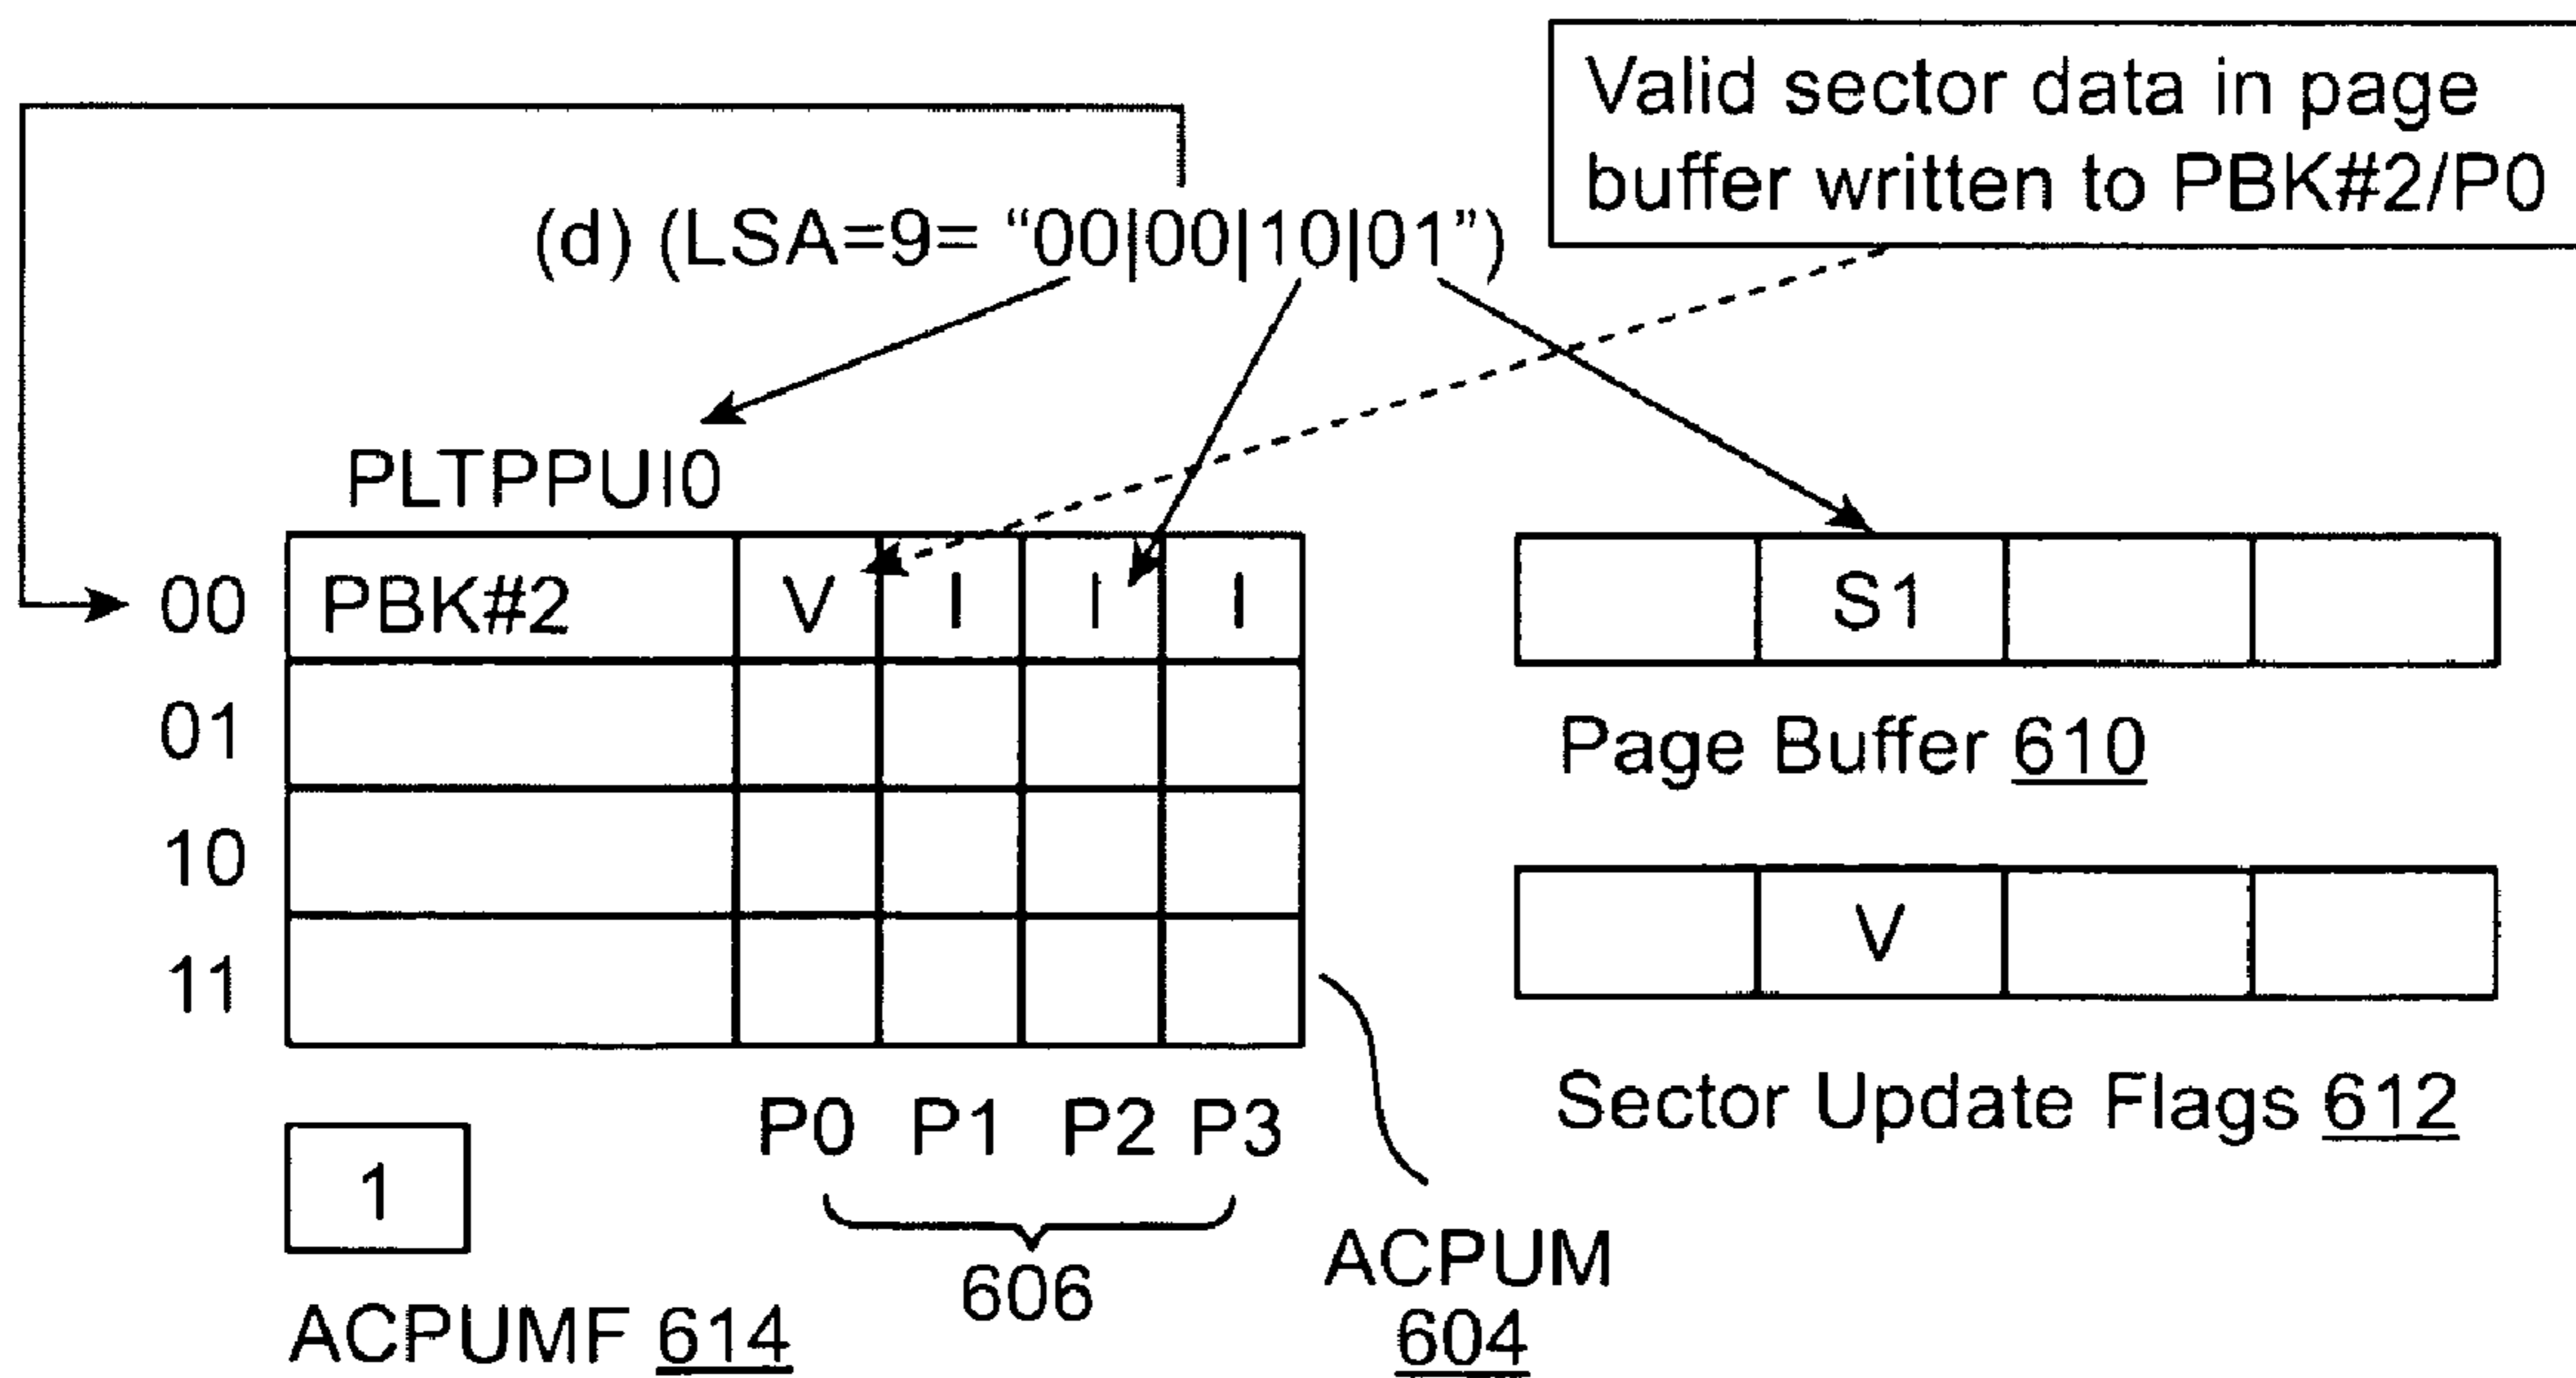 Valid sector data in page
buffer written to PBK#2/P0
(d) (LSA=9= “00|00|10|01”)
PLTPPUI0
00 PBK#2 V I I I
01
10
11
S1
Page Buffer 610
V
Sector Update Flags 612
P0 P1 P2 P3
606
1
ACPUMF 614
ACPUM
604